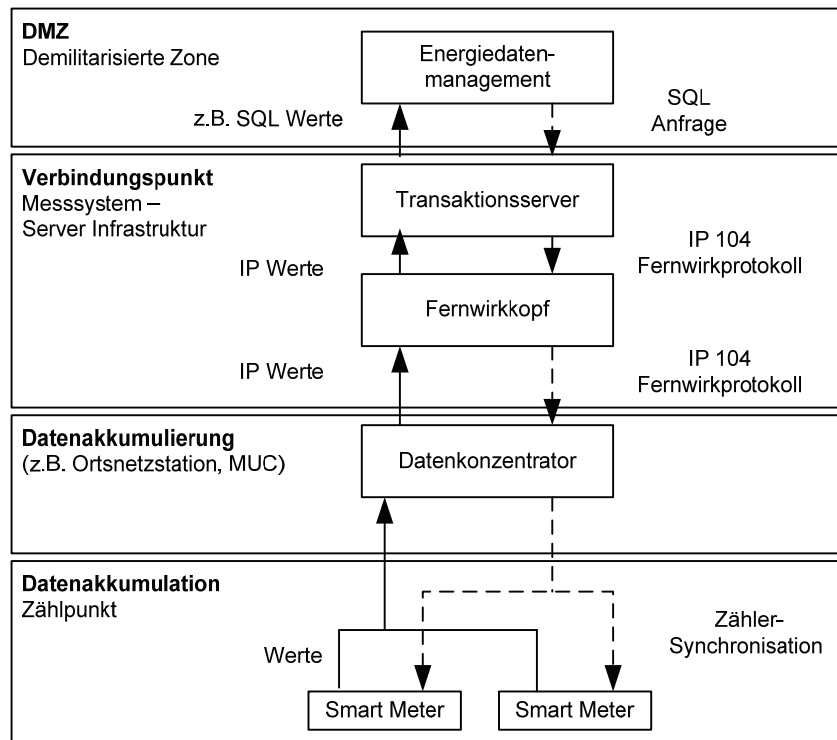 DMZ
Demilitarisierte Zone
Energiedaten-
management
z.B. SQL Werte
SQL
Anfrage
Verbindungspunkt
Messsystem –
Server Infrastruktur
Transaktionsserver
IP Werte
IP 104
Fernwirkprotokoll
Fernwirkkopf
IP Werte
IP 104
Fernwirkprotokoll
Datenakkumulierung
(z.B. Ortsnetzstation, MUC)
Datenkonzentrator
Datenakkumulation
Zählpunkt
Werte
Zähler-
Synchronisation
Smart Meter
Smart Meter